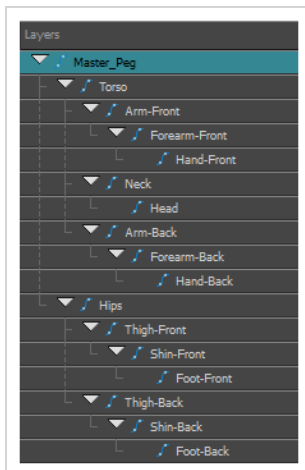 Layers
Master_Peg
Torso
Arm-Front
Forearm-Front
Hand-Front
Neck
Head
Arm-Back
Forearm-Back
Hand-Back
Hips
Thigh-Front
Shin-Front
Foot-Front
Thigh-Back
Shin-Back
Foot-Back